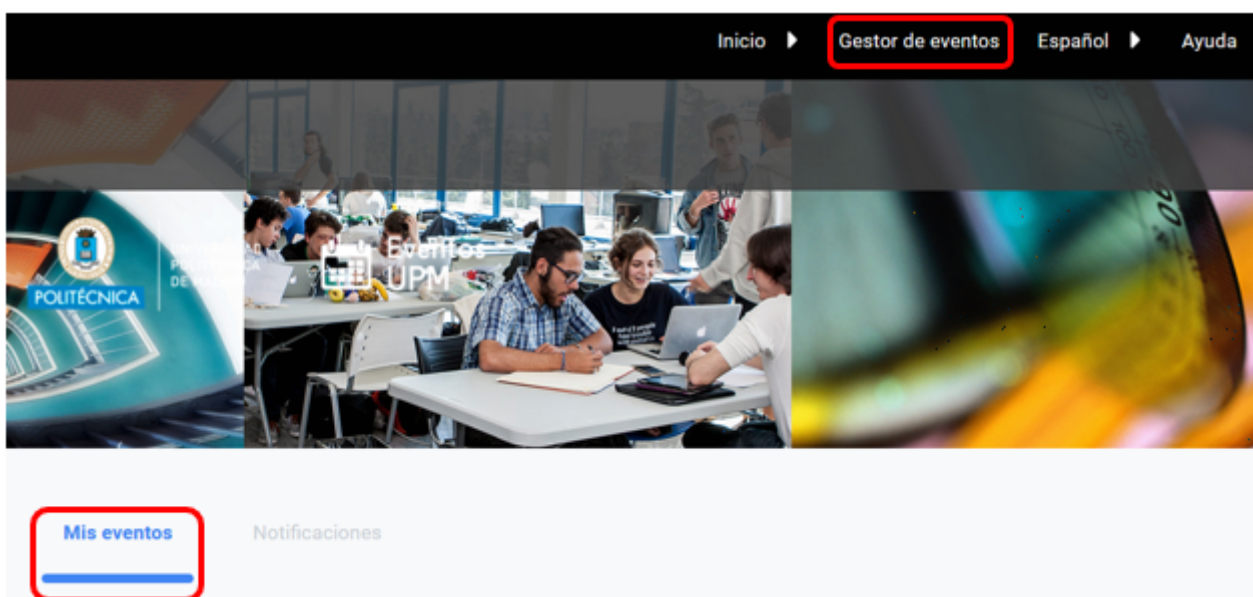 Inicio Gestor de eventos Español Ayuda
POLITÉCNICA
Eventos
UPM
Mis eventos Notificaciones